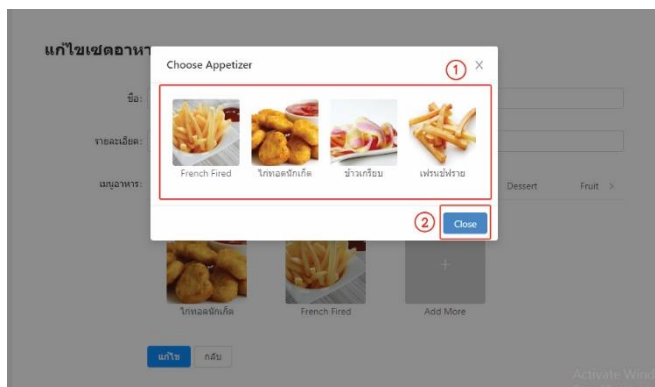 แก้ไขเซตอาหา
Choose Appetizer
1
×
ชื่อ:
รายละเอียด:
French Fired
ไก่ทอดนักเก็ต
ข้าวเกรียบ
เฟรนช์ฟราย
เมนูอาหาร:
Dessert
Fruit >
2
Close
ไก่ทอดนักเก็ต
French Fired
+
Add More
แก้ไข
กลับ
Activate Wind